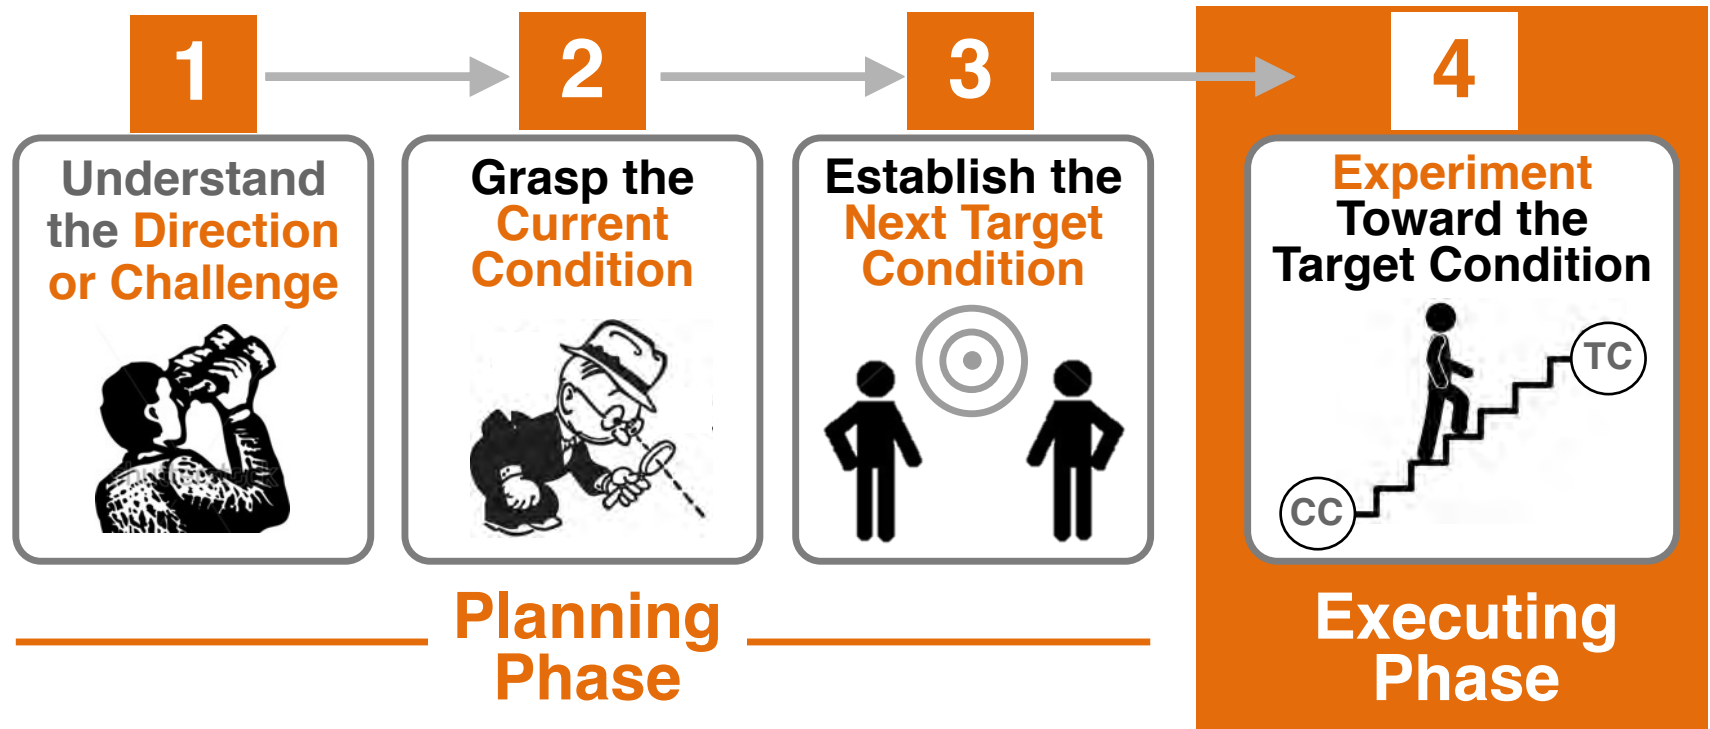 1
2
3
4
Understand
the Direction
or Challenge
Grasp the
Current
Condition
Establish the
Next Target
Condition
Experiment
Toward the
Target Condition
TC
CC
Planning
Phase
Executing
Phase